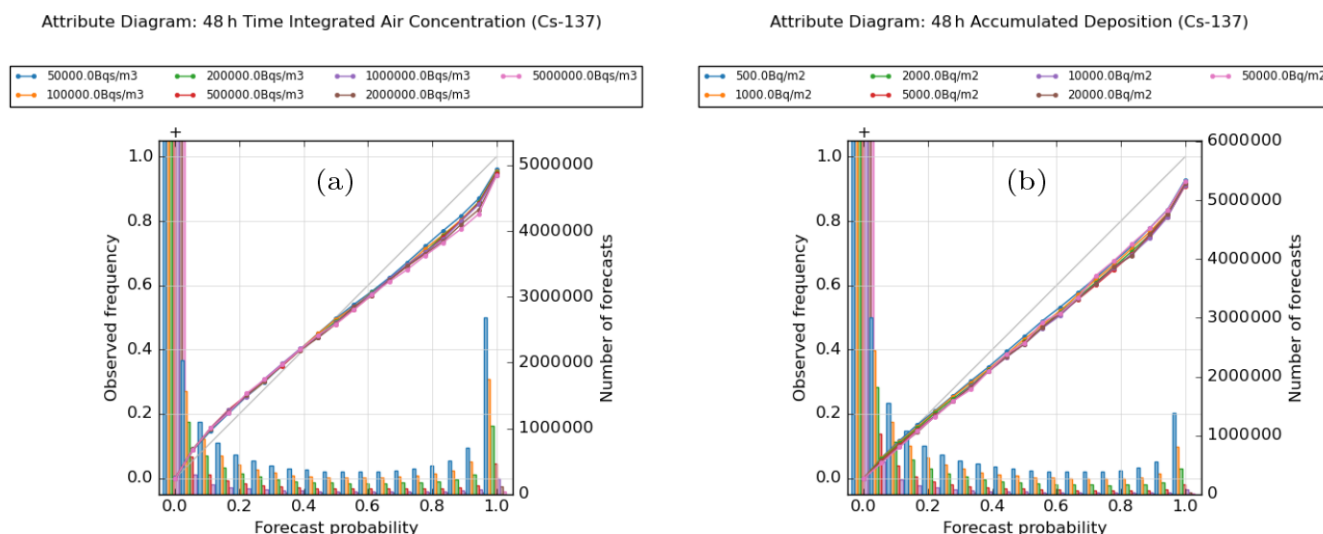 Attribute Diagram: 48 h Time Integrated Air Concentration (Cs-137)
50000.0Bqs/m3 200000.0Bqs/m3 1000000.0Bqs/m3 5000000.0Bqs/m3
100000.0Bqs/m3 500000.0Bqs/m3 2000000.0Bqs/m3
+
(a)
Observed frequency
1.0
0.8
0.6
0.4
0.2
0.0
5000000
4000000
3000000
2000000
1000000
0
Number of forecasts
0.0 0.2 0.4 0.6 0.8 1.0
Forecast probability
Attribute Diagram: 48 h Accumulated Deposition (Cs-137)
500.0Bq/m2 2000.0Bq/m2 10000.0Bq/m2 50000.0Bq/m2
1000.0Bq/m2 5000.0Bq/m2 20000.0Bq/m2
+
(b)
Observed frequency
1.0
0.8
0.6
0.4
0.2
0.0
6000000
5000000
4000000
3000000
2000000
1000000
0
Number of forecasts
0.0 0.2 0.4 0.6 0.8 1.0
Forecast probability